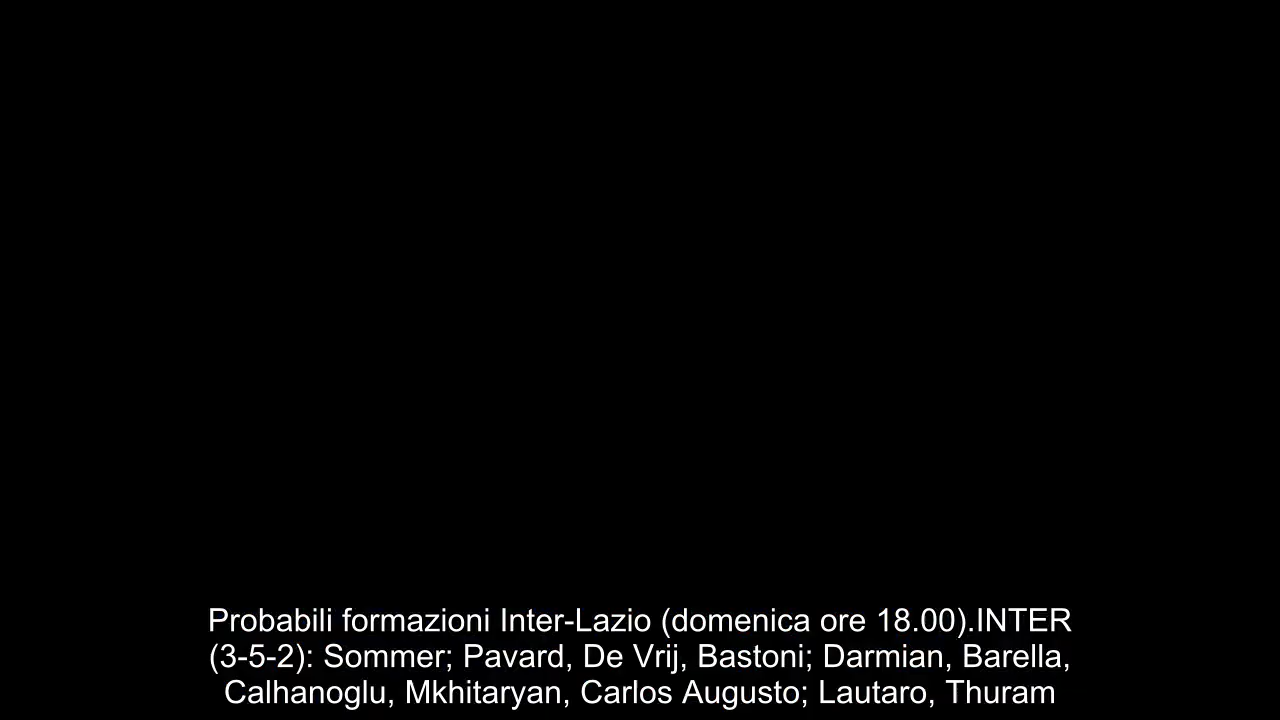 Probabili formazioni Inter-Lazio (domenica ore 18.00).INTER
(3-5-2): Sommer; Pavard, De Vrij, Bastoni; Darmian, Barella,
Calhanoglu, Mkhitaryan, Carlos Augusto; Lautaro, Thuram